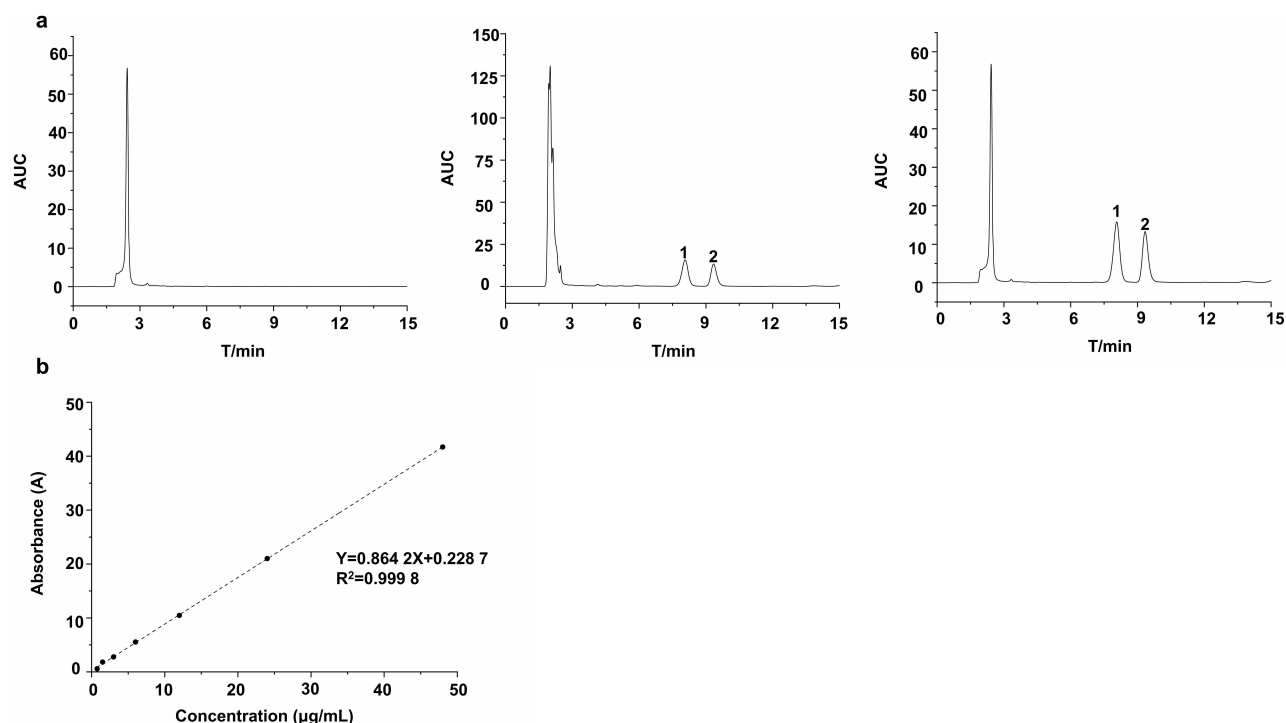 a
AUC
60
50
40
30
20
10
0
0 3 6 9 12 15
T/min
AUC
150
125
100
75
50
25
0
1 2
0 3 6 9 12 15
T/min
AUC
60
50
40
30
20
10
0
1
2
0 3 6 9 12 15
T/min
b
Absorbance (A)
50
40
30
20
10
0
Y=0.864 2X+0.228 7
R²=0.999 8
0 10 20 30 40 50
Concentration (µg/mL)